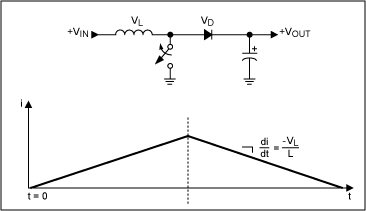 +VIN VL VD +VOUT
+
i
di/dt = -VL/L
t = 0 t